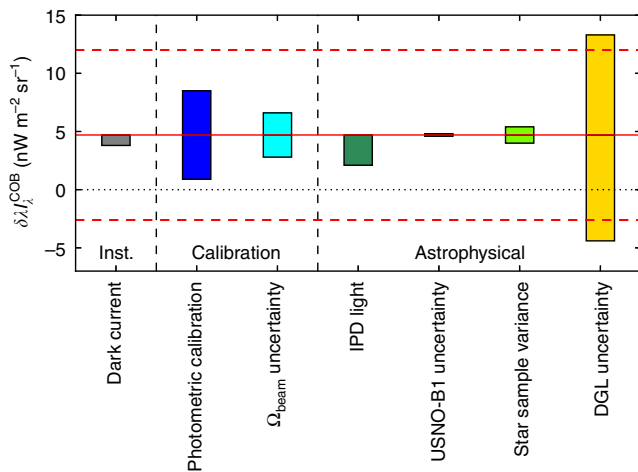 15
10
5
0
−5
δλI_λ^COB (nW m−2 sr−1)
Inst.
Calibration
Astrophysical
Dark current
Photometric calibration
Ωbeam uncertainty
IPD light
USNO-B1 uncertainty
Star sample variance
DGL uncertainty